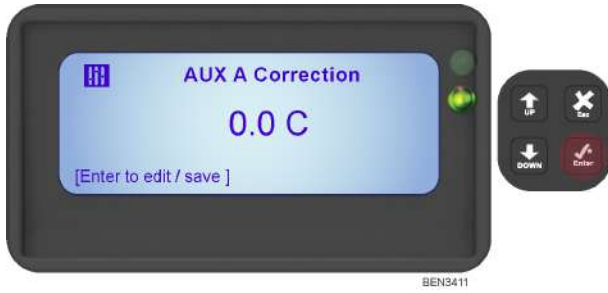 AUX A Correction
0.0 C
[Enter to edit / save ]
UP
Esc
DOWN
Enter
BEN3411